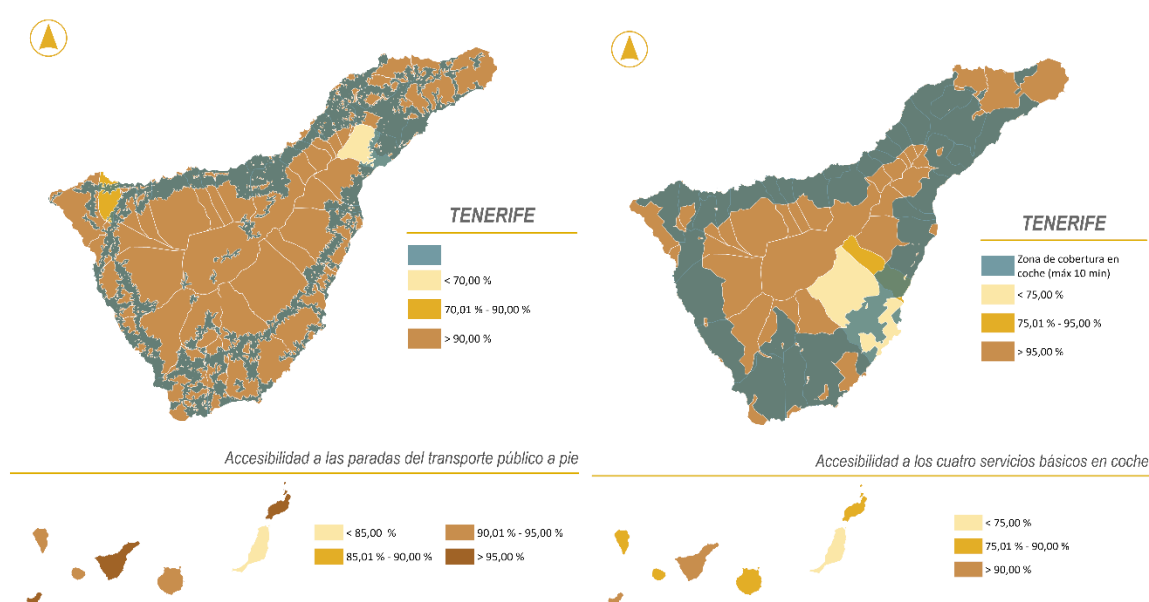 TENERIFE
< 70,00 %
70,01 % - 90,00 %
> 90,00 %
Accesibilidad a las paradas del transporte público a pie
< 85,00 %
85,01 % - 90,00 %
90,01 % - 95,00 %
> 95,00 %
TENERIFE
Zona de cobertura en
coche (máx 10 min)
< 75,00 %
75,01 % - 95,00 %
> 95,00 %
Accesibilidad a los cuatro servicios básicos en coche
< 75,00 %
75,01 % - 90,00 %
> 90,00 %